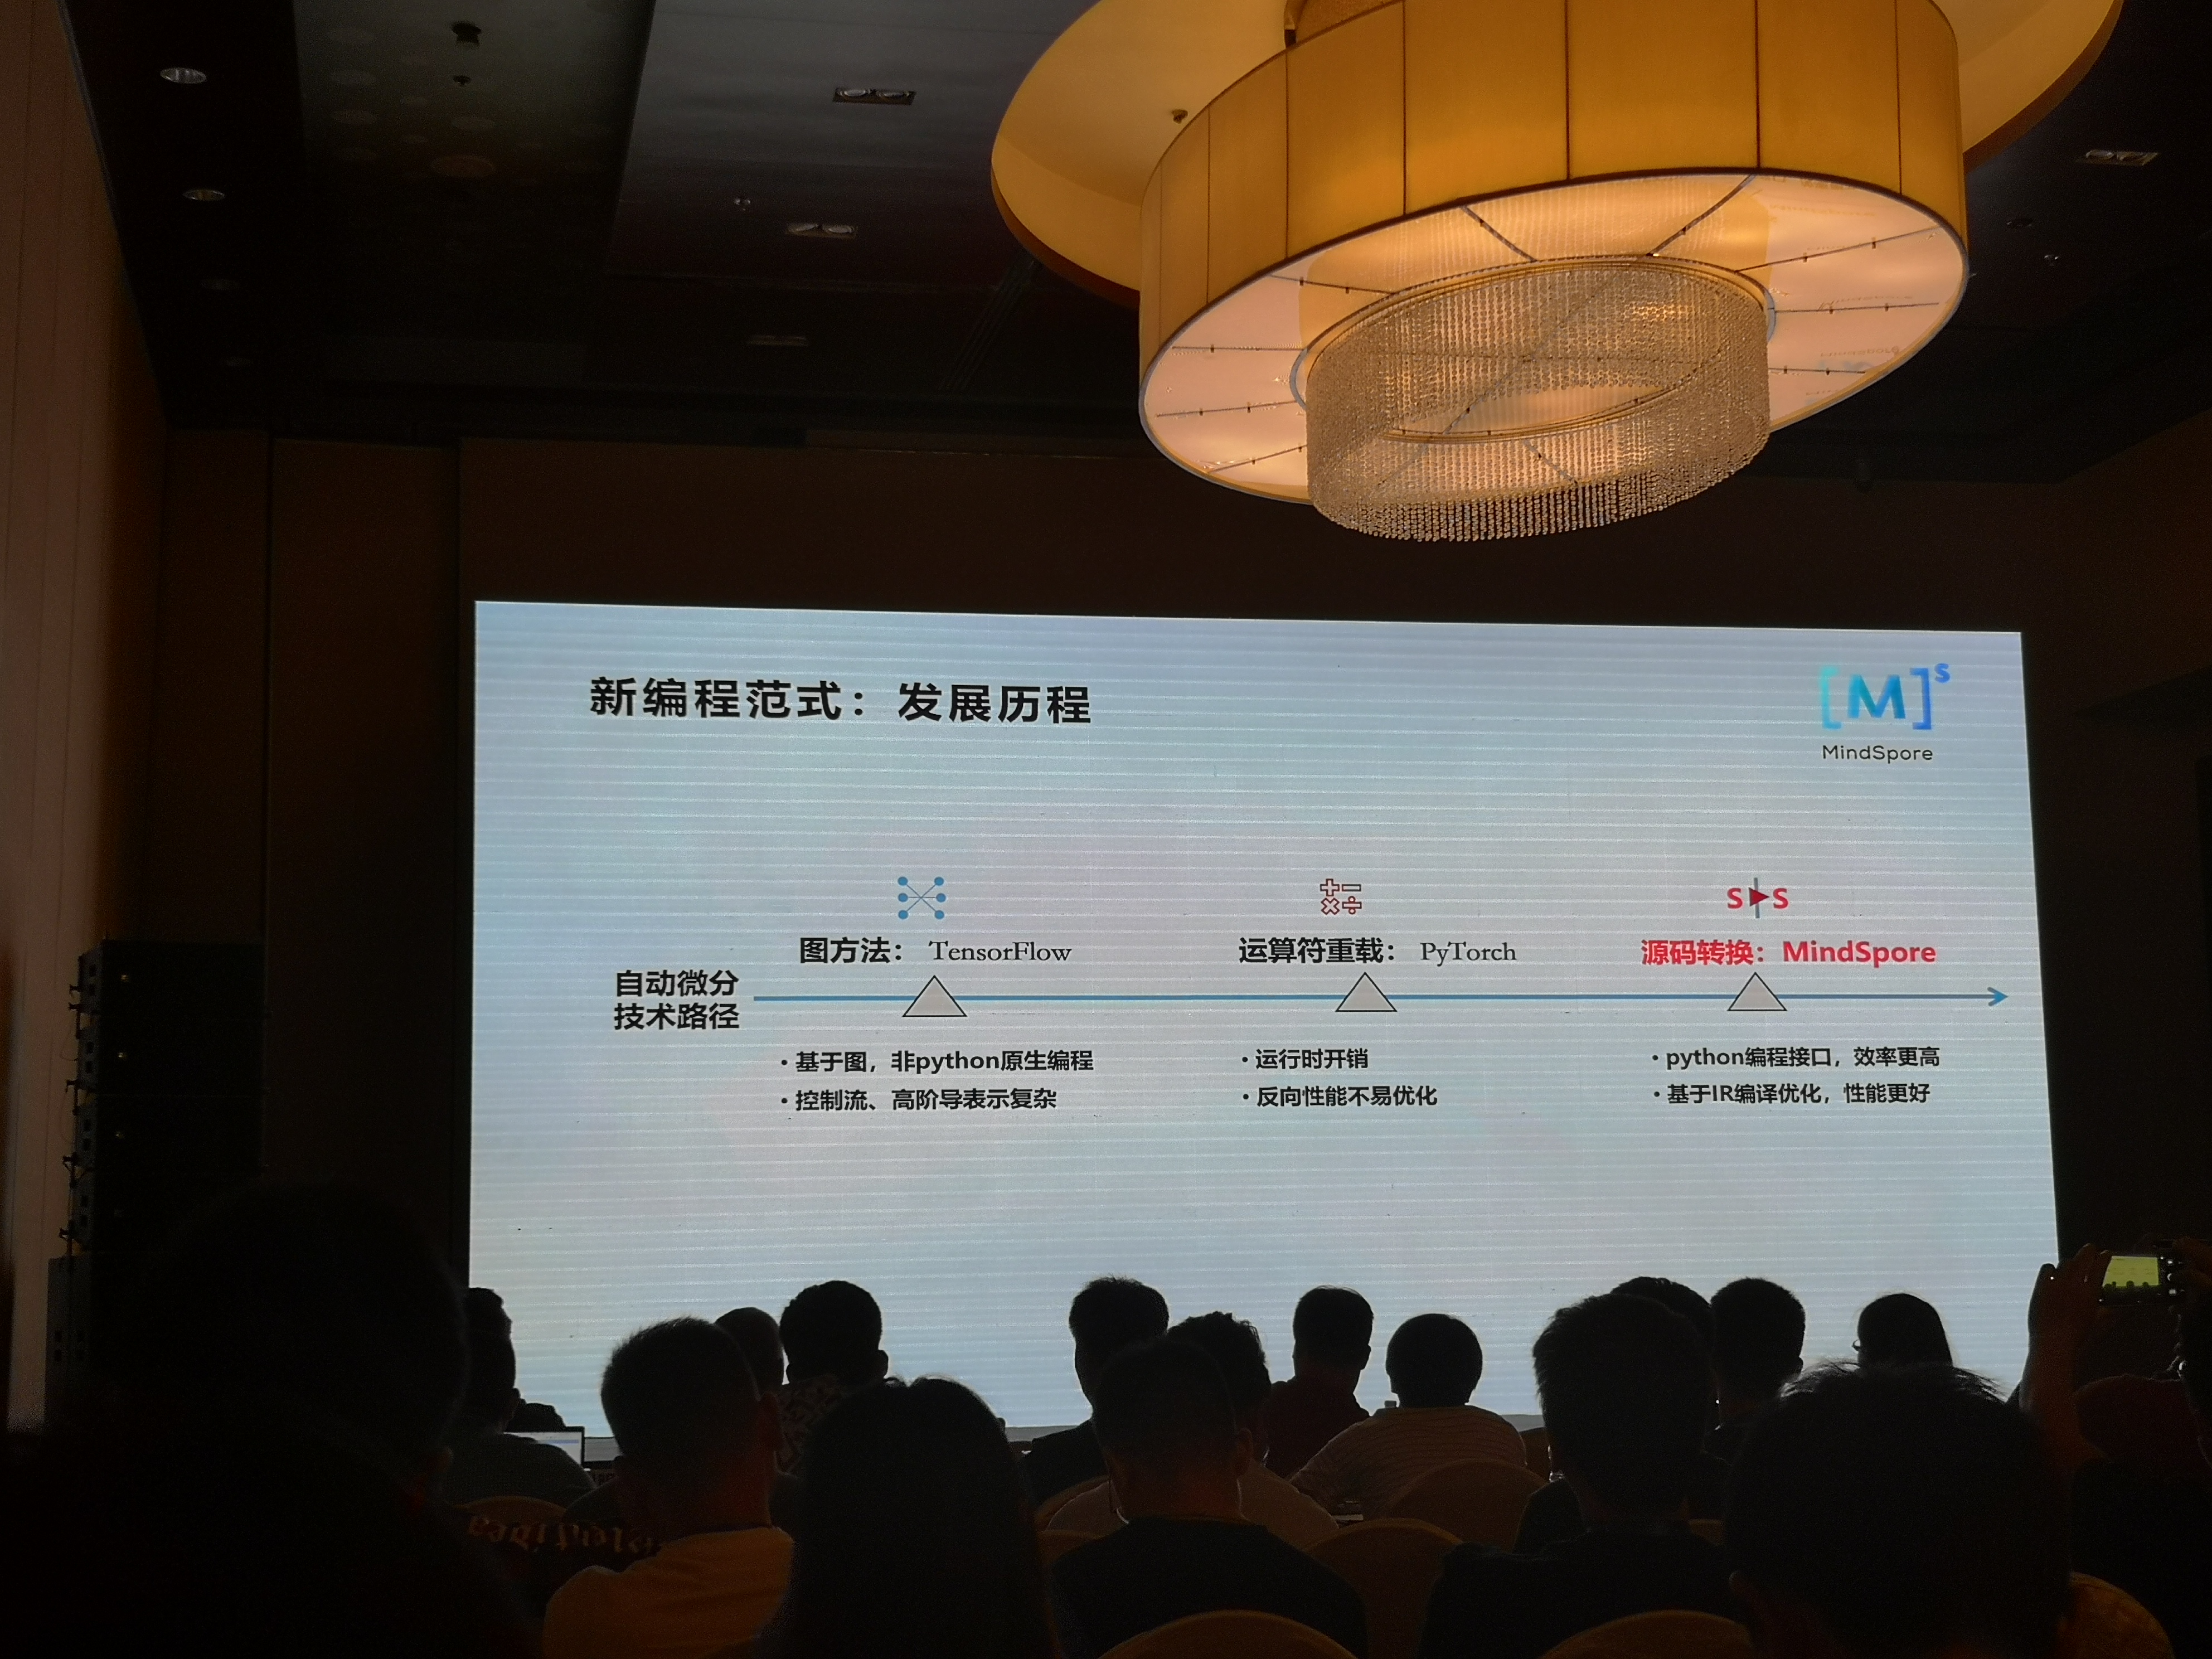 新编程范式：发展历程
[M]s
MindSpore
S S
图方法： TensorFlow
运算符重载： PyTorch
源码转换：MindSpore
自动微分
技术路径
• 基于图，非python原生编程
• 控制流、高阶导表示复杂
• 运行时开销
• 反向性能不易优化
• python编程接口，效率更高
• 基于IR编译优化，性能更好